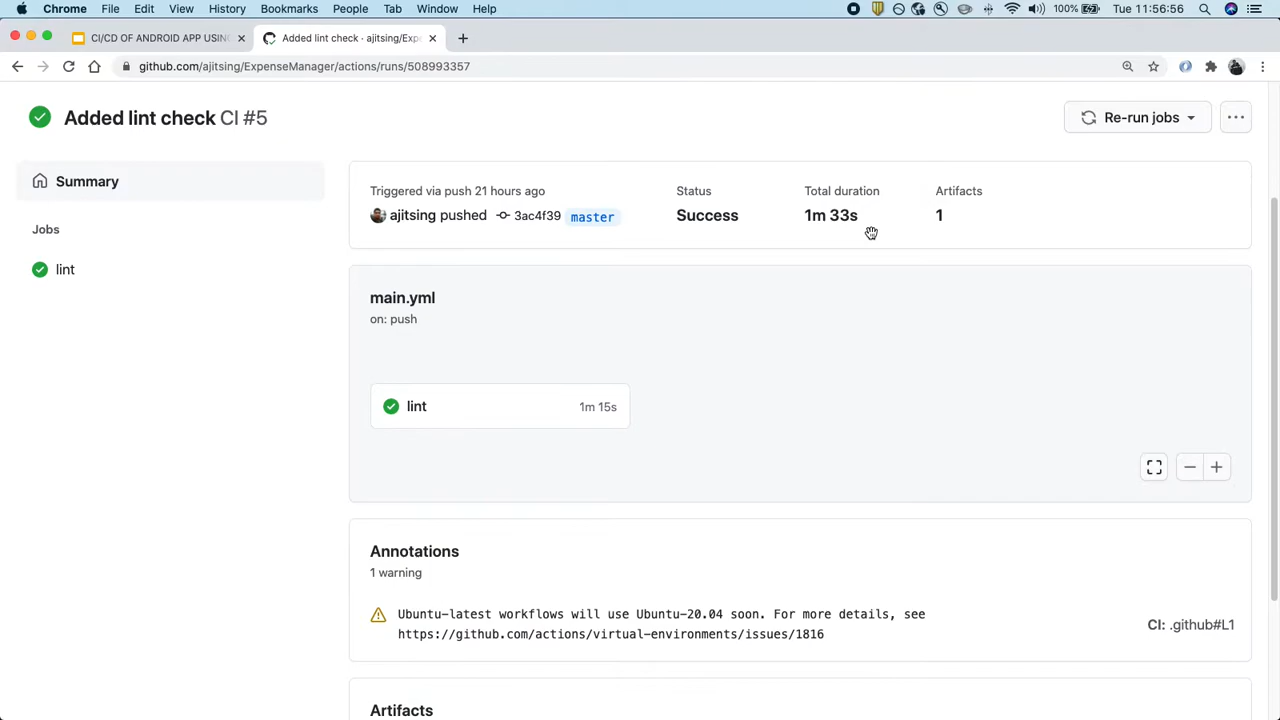 Chrome File Edit View History Bookmarks People Tab Window Help 100% Tue 11:56:56
CI/CD OF ANDROID APP USING
Added lint check · ajitsing/Exp
github.com/ajitsing/ExpenseManager/actions/runs/508993357
Added lint check CI #5
Re-run jobs
Summary
Jobs
lint
Triggered via push 21 hours ago
ajitsing pushed 3ac4f39 master
Status
Success
Total duration
1m 33s
Artifacts
1
main.yml
on: push
lint 1m 15s
Annotations
1 warning
Ubuntu-latest workflows will use Ubuntu-20.04 soon. For more details, see
https://github.com/actions/virtual-environments/issues/1816
CI: .github#L1
Artifacts